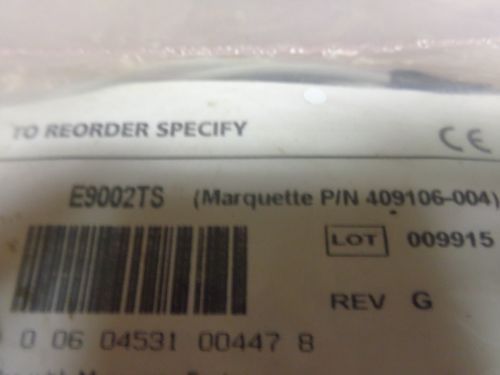 TO REORDER SPECIFY
CE
E9002TS (Marquette P/N 409106-004)
LOT 009915
REV G
0 06 04531 00447 8